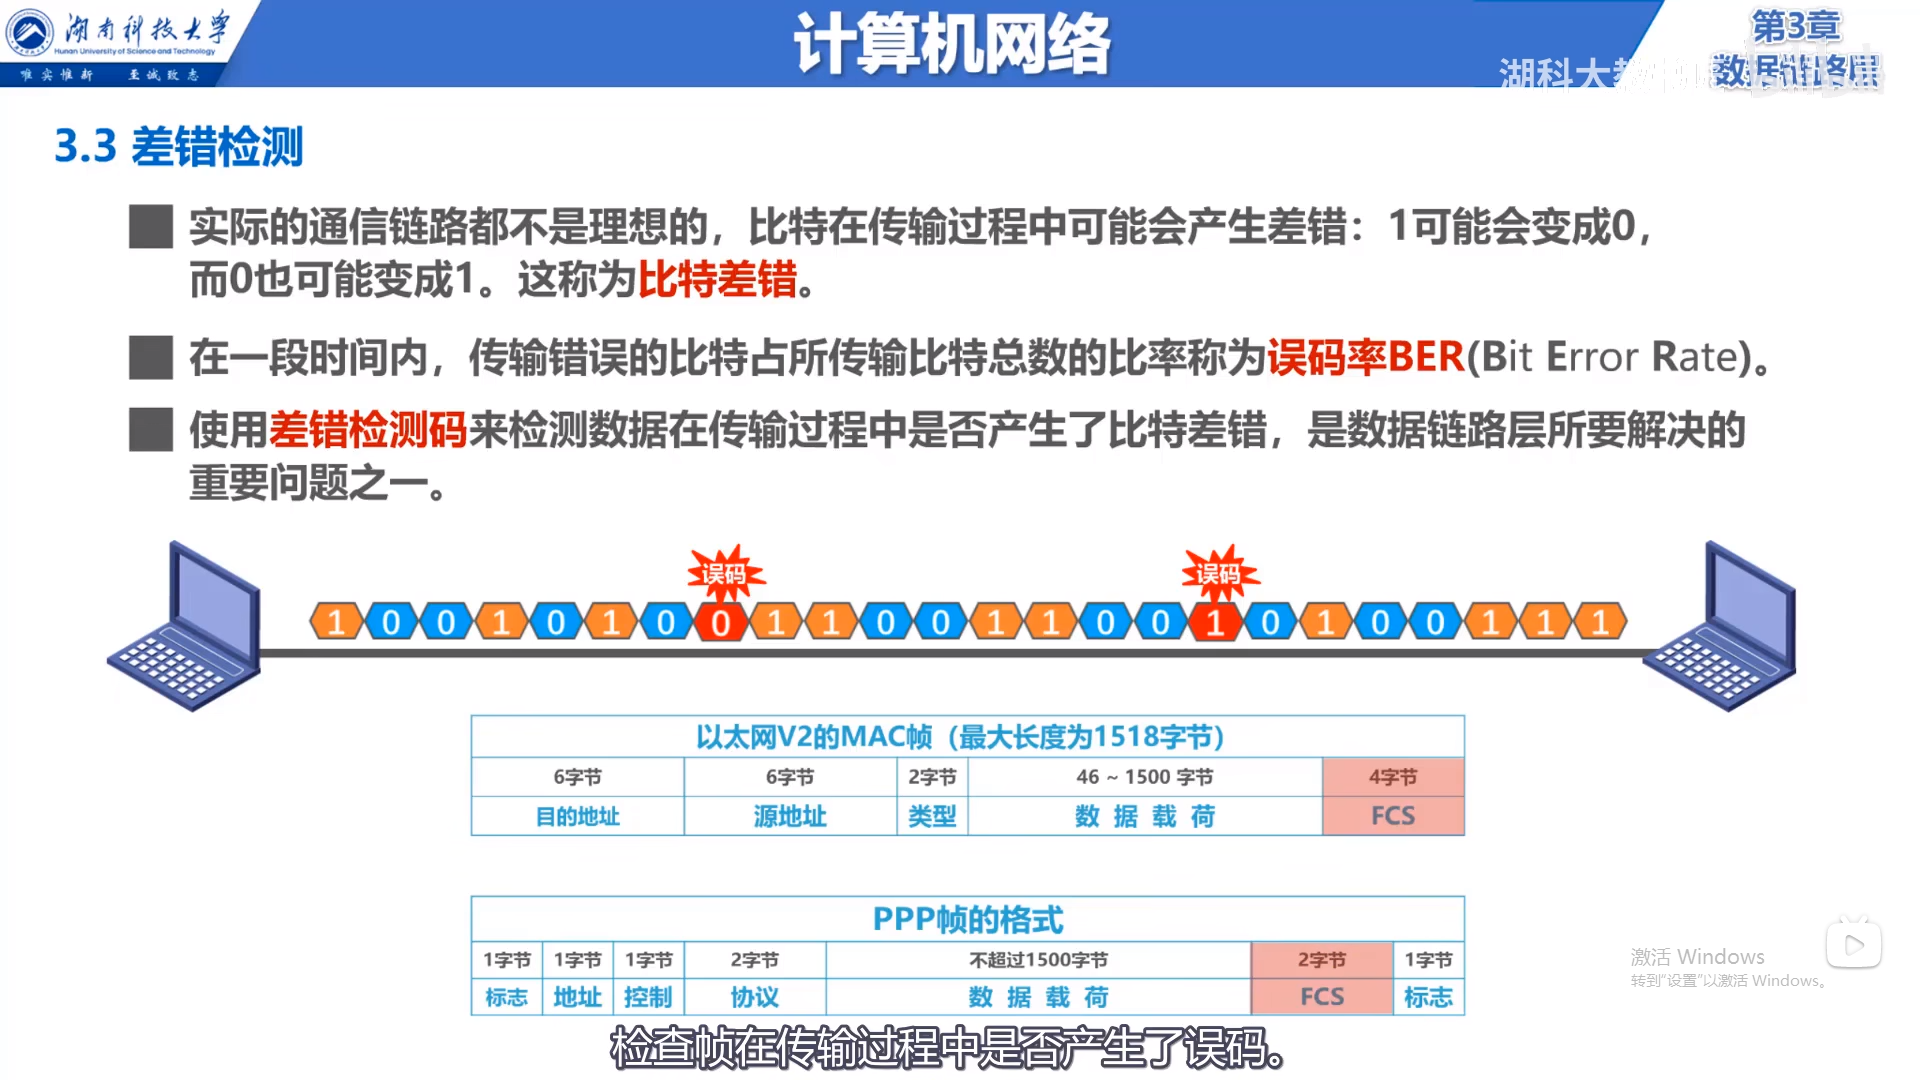 湖南科技大学
Hunan University of Science and Technology
唯实惟新 至诚致志
计算机网络
第3章
数据链路层
湖科大教书匠
3.3 差错检测
实际的通信链路都不是理想的，比特在传输过程中可能会产生差错：1可能会变成0，
而0也可能变成1。这称为比特差错。
在一段时间内，传输错误的比特占所传输比特总数的比率称为误码率BER(Bit Error Rate)。
使用差错检测码来检测数据在传输过程中是否产生了比特差错，是数据链路层所要解决的
重要问题之一。
误码 误码
1 0 0 1 0 1 0 0 1 1 0 0 1 1 0 0 1 0 1 0 0 1 1 1
以太网V2的MAC帧（最大长度为1518字节）
6字节 6字节 2字节 46 ~ 1500 字节 4字节
目的地址 源地址 类型 数 据 载 荷 FCS
PPP帧的格式
1字节 1字节 1字节 2字节 不超过1500字节 2字节 1字节
标志 地址 控制 协议 数 据 载 荷 FCS 标志
激活 Windows
转到“设置”以激活 Windows。
检查帧在传输过程中是否产生了误码。